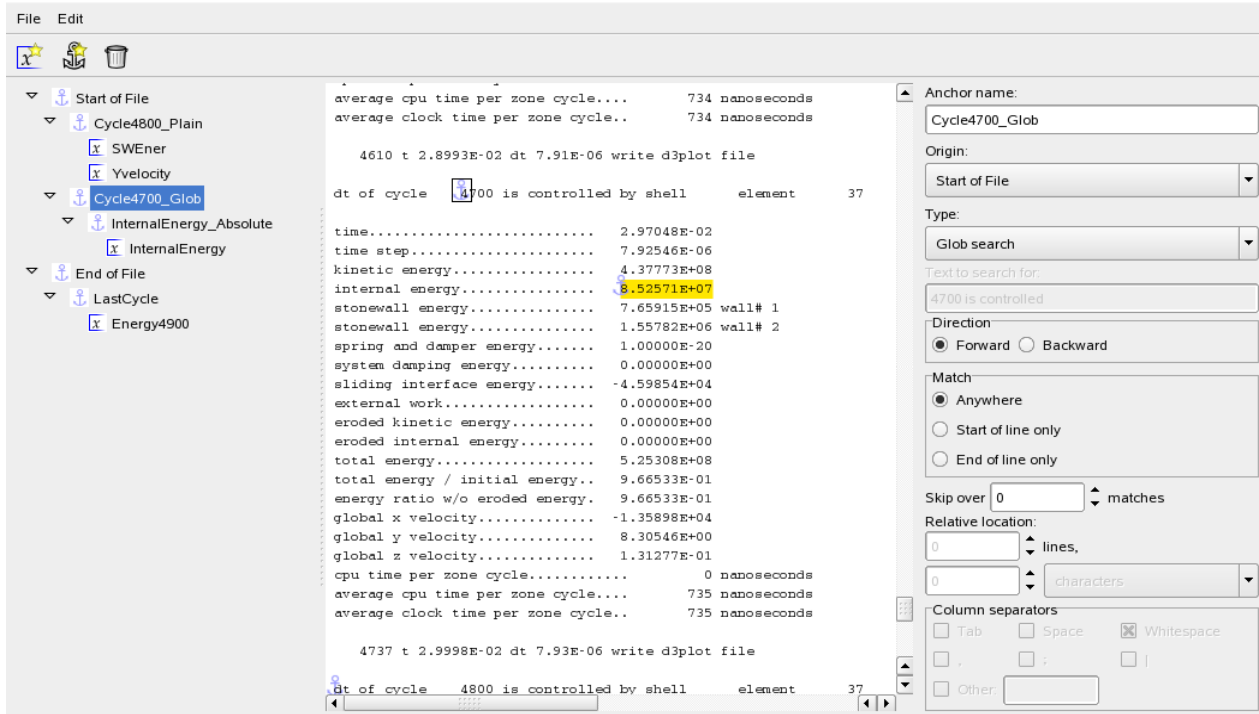 File Edit
Start of File
Cycle4800_Plain
x SWEner
x Yvelocity
Cycle4700_Glob
InternalEnergy_Absolute
x InternalEnergy
End of File
LastCycle
x Energy4900
average cpu time per zone cycle.... 734 nanoseconds
average clock time per zone cycle.. 734 nanoseconds
4610 t 2.8993E-02 dt 7.91E-06 write d3plot file
dt of cycle 4700 is controlled by shell element 37
time........................... 2.97048E-02
time step...................... 7.92546E-06
kinetic energy................. 4.37773E+08
internal energy................ 8.52571E+07
stonewall energy............... 7.65915E+05 wall# 1
stonewall energy............... 1.55782E+06 wall# 2
spring and damper energy....... 1.00000E-20
system damping energy.......... 0.00000E+00
sliding interface energy....... -4.59854E+04
external work.................. 0.00000E+00
eroded kinetic energy.......... 0.00000E+00
eroded internal energy......... 0.00000E+00
total energy................... 5.25308E+08
total energy / initial energy.. 9.66533E-01
energy ratio w/o eroded energy. 9.66533E-01
global x velocity.............. -1.35898E+04
global y velocity.............. 8.30546E+00
global z velocity.............. 1.31277E-01
cpu time per zone cycle............ 0 nanoseconds
average cpu time per zone cycle.... 735 nanoseconds
average clock time per zone cycle.. 735 nanoseconds
4737 t 2.9998E-02 dt 7.93E-06 write d3plot file
dt of cycle 4800 is controlled by shell element 37
Anchor name:
Cycle4700_Glob
Origin:
Start of File
Type:
Glob search
Text to search for:
4700 is controlled
Direction
Forward Backward
Match
Anywhere
Start of line only
End of line only
Skip over 0 matches
Relative location:
0 lines,
0 characters
Column separators
Tab Space Whitespace
, ; |
Other: